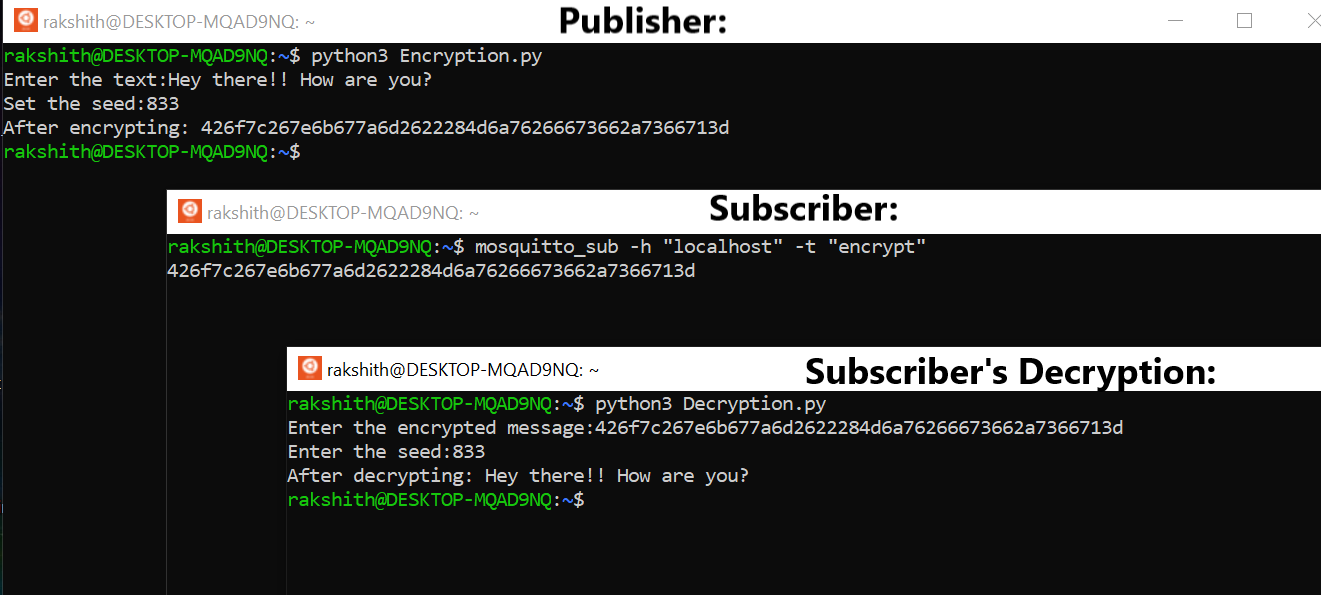 rakshith@DESKTOP-MQAD9NQ: ~
Publisher:
rakshith@DESKTOP-MQAD9NQ:~$ python3 Encryption.py
Enter the text:Hey there!! How are you?
Set the seed:833
After encrypting: 426f7c267e6b677a6d2622284d6a76266673662a7366713d
rakshith@DESKTOP-MQAD9NQ:~$
rakshith@DESKTOP-MQAD9NQ: ~
Subscriber:
rakshith@DESKTOP-MQAD9NQ:~$ mosquitto_sub -h "localhost" -t "encrypt"
426f7c267e6b677a6d2622284d6a76266673662a7366713d
rakshith@DESKTOP-MQAD9NQ: ~
Subscriber's Decryption:
rakshith@DESKTOP-MQAD9NQ:~$ python3 Decryption.py
Enter the encrypted message:426f7c267e6b677a6d2622284d6a76266673662a7366713d
Enter the seed:833
After decrypting: Hey there!! How are you?
rakshith@DESKTOP-MQAD9NQ:~$